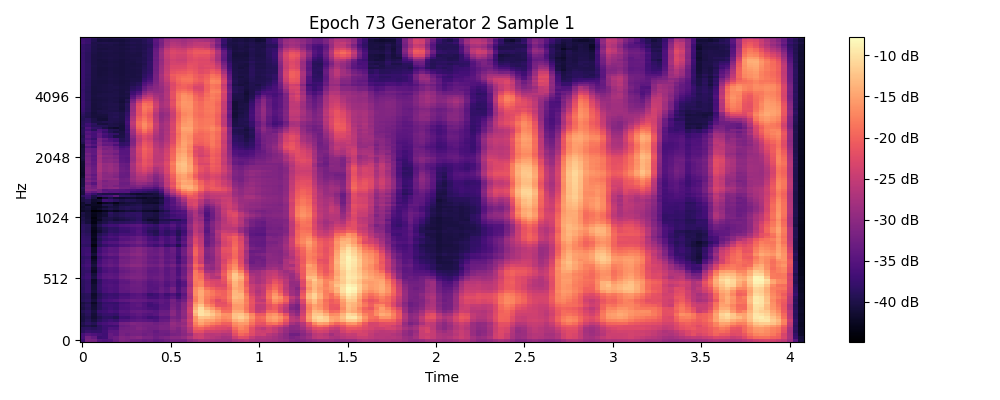 Epoch 73 Generator 2 Sample 1
Hz
4096
2048
1024
512
0
0 0.5 1 1.5 2 2.5 3 3.5 4
Time
-10 dB
-15 dB
-20 dB
-25 dB
-30 dB
-35 dB
-40 dB